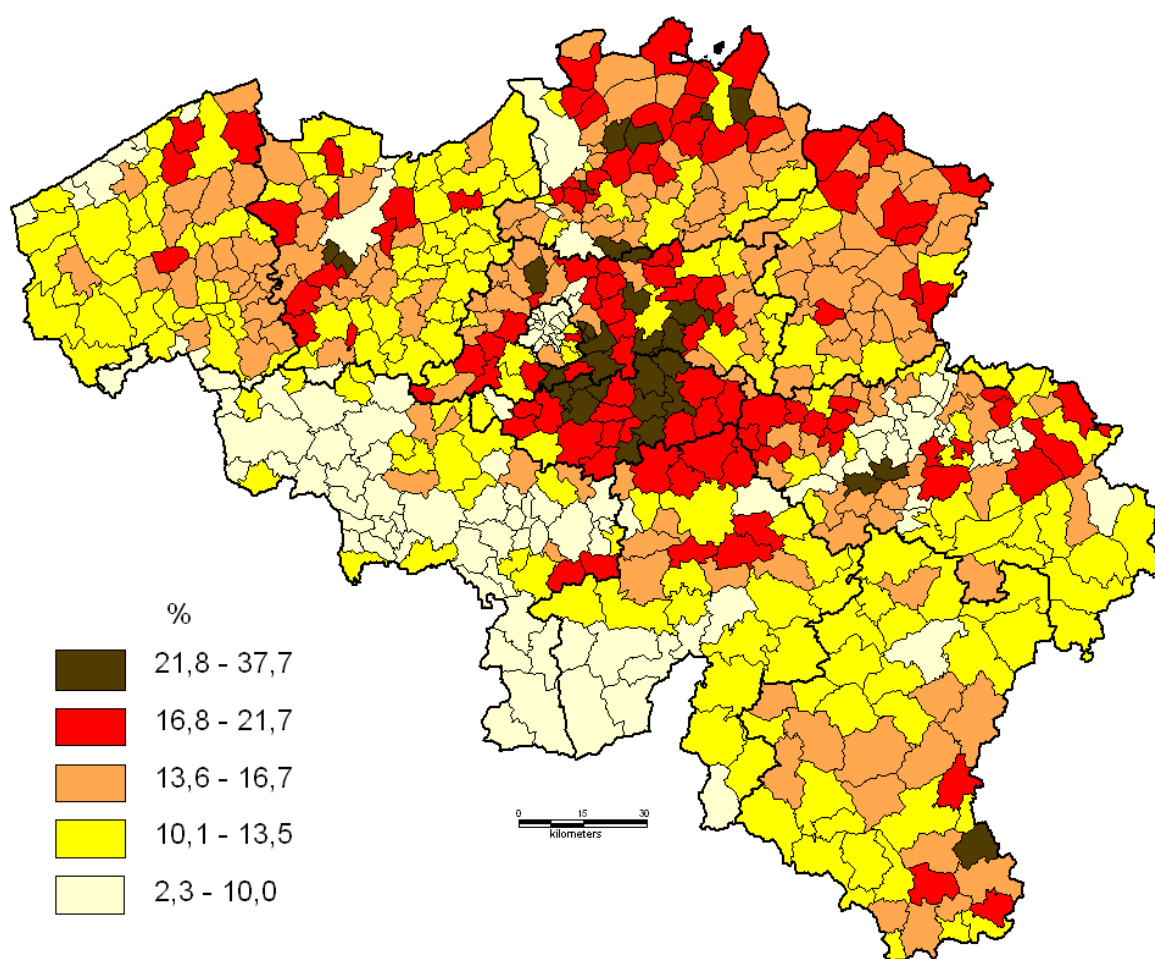 %
21,8 - 37,7
16,8 - 21,7
13,6 - 16,7
10,1 - 13,5
2,3 - 10,0
0 15 30
kilometers